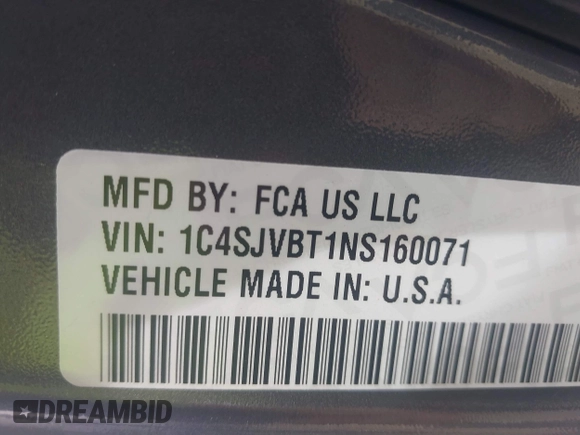 MFD BY: FCA US LLC
VIN: 1C4SJVBT1NS160071
VEHICLE MADE IN: U.S.A.
DREAMBID